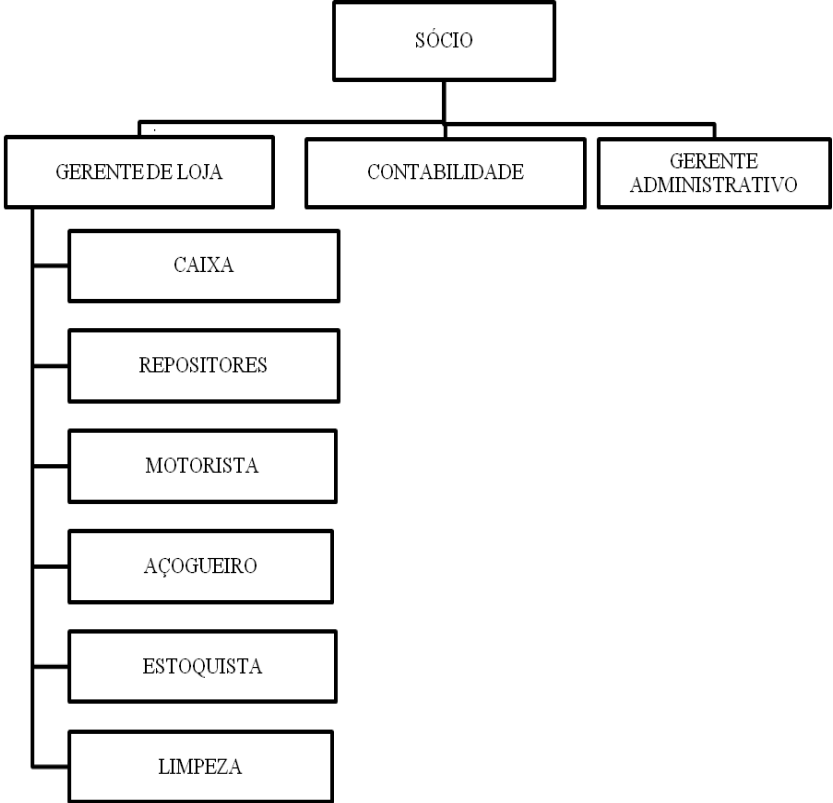 SÓCIO
GERENTE DE LOJA
CONTABILIDADE
GERENTE
ADMINISTRATIVO
CAIXA
REPOSITORES
MOTORISTA
AÇOGUEIRO
ESTOQUISTA
LIMPEZA